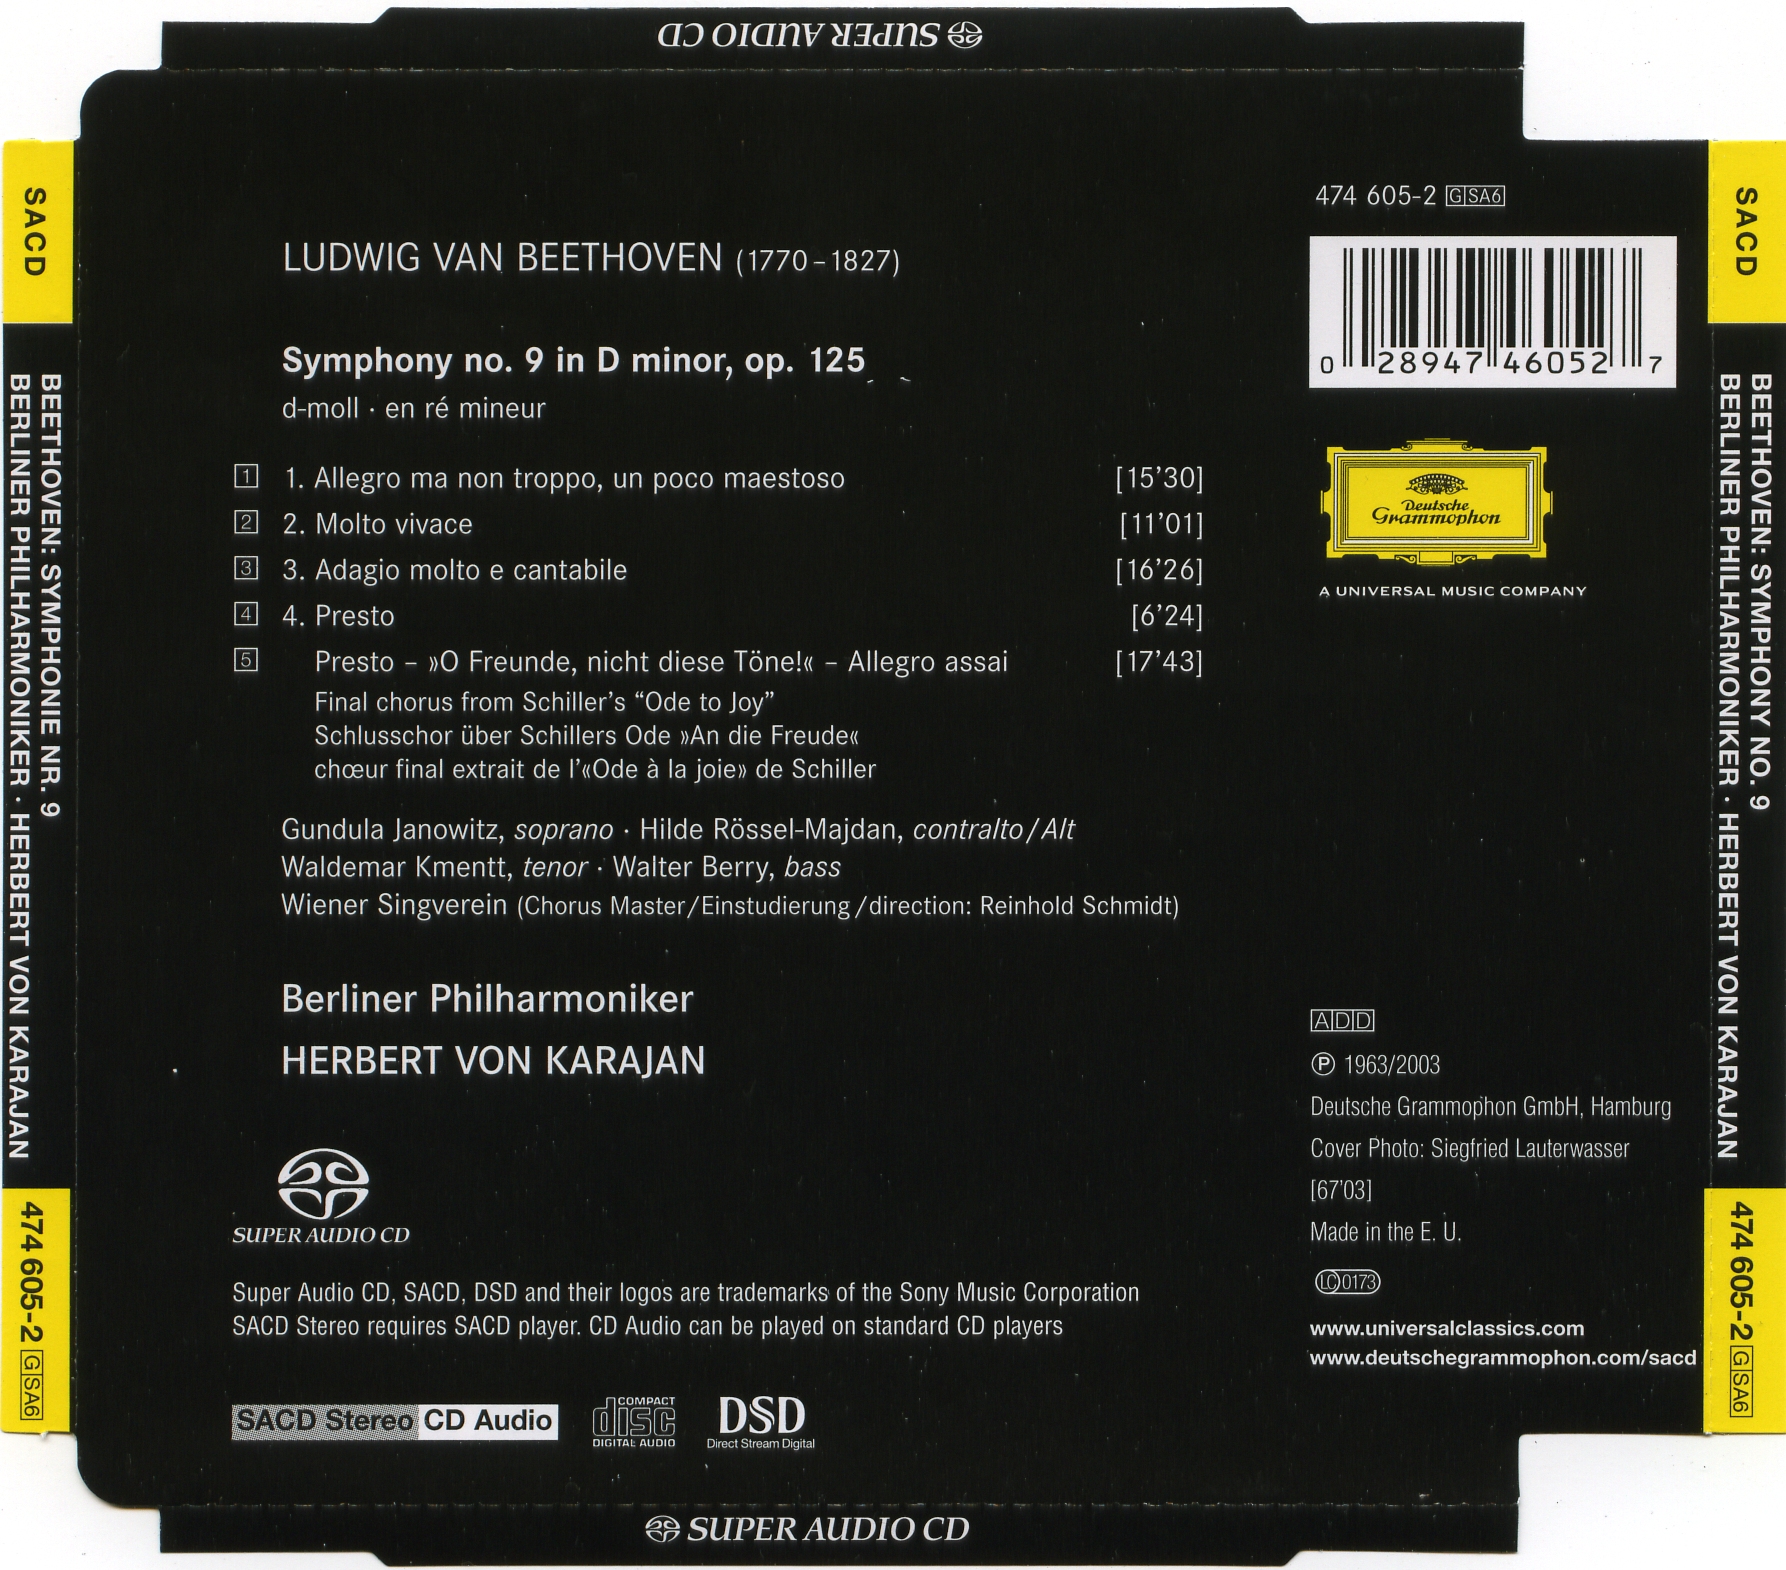 SUPER AUDIO CD
LUDWIG VAN BEETHOVEN (1770–1827)
Symphony no. 9 in D minor, op. 125
d-moll · en ré mineur
1 1. Allegro ma non troppo, un poco maestoso [15’30]
2 2. Molto vivace [11’01]
3 3. Adagio molto e cantabile [16’26]
4 4. Presto [6’24]
5 Presto – »O Freunde, nicht diese Töne!« – Allegro assai [17’43]
Final chorus from Schiller’s “Ode to Joy”
Schlusschor über Schillers Ode »An die Freude«
chœur final extrait de l’«Ode à la joie» de Schiller
Gundula Janowitz, soprano · Hilde Rössel-Majdan, contralto/Alt
Waldemar Kmentt, tenor · Walter Berry, bass
Wiener Singverein (Chorus Master/Einstudierung/direction: Reinhold Schmidt)
Berliner Philharmoniker
HERBERT VON KARAJAN
SUPER AUDIO CD
Super Audio CD, SACD, DSD and their logos are trademarks of the Sony Music Corporation
SACD Stereo requires SACD player. CD Audio can be played on standard CD players
SACD Stereo CD Audio
COMPACT
disc
DIGITAL AUDIO
DSD
Direct Stream Digital
474 605-2 G SA6
0 28947 46052 7
Deutsche
Grammophon
A UNIVERSAL MUSIC COMPANY
ADD
℗ 1963/2003
Deutsche Grammophon GmbH, Hamburg
Cover Photo: Siegfried Lauterwasser
[67’03]
Made in the E. U.
LC 0173
www.universalclassics.com
www.deutschegrammophon.com/sacd
SUPER AUDIO CD
SACD
BEETHOVEN: SYMPHONIE NR. 9
BERLINER PHILHARMONIKER · HERBERT VON KARAJAN
474 605-2 G SA6
SACD
BEETHOVEN: SYMPHONY NO. 9
BERLINER PHILHARMONIKER · HERBERT VON KARAJAN
474 605-2 G SA6